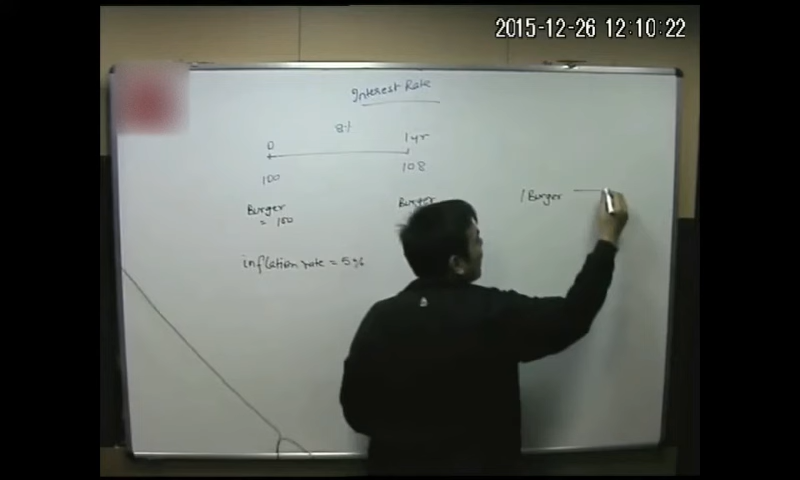 2015-12-26 12:10:22
Interest Rate
8%
0 1yr
100 108
Burger Burger
= 100
1 Burger
inflation rate = 5%